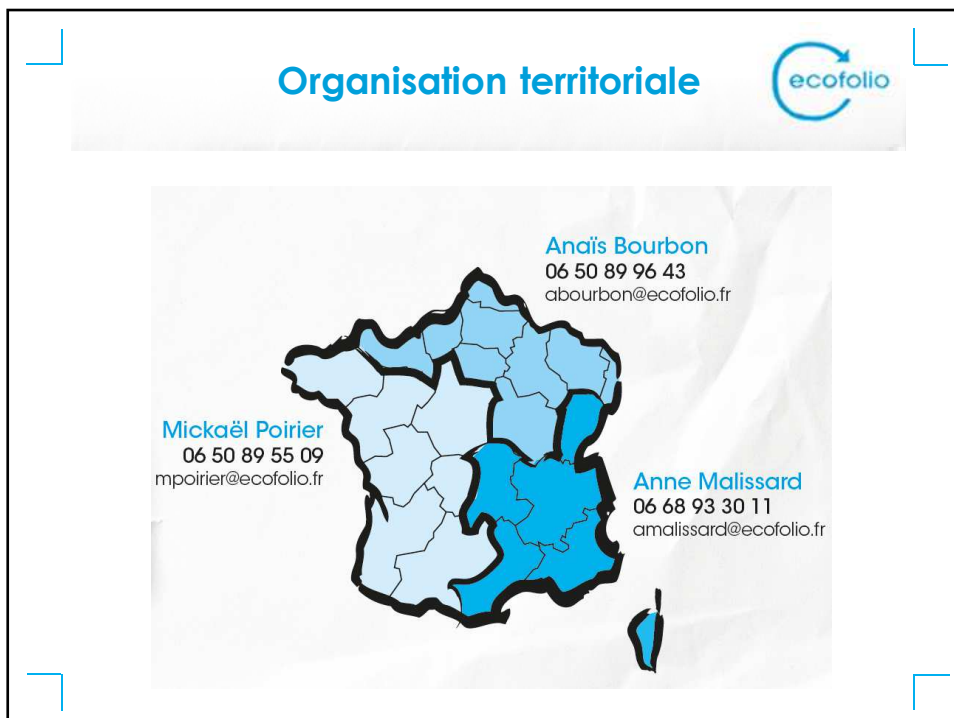 Organisation territoriale
ecofolio
Anaïs Bourbon
06 50 89 96 43
abourbon@ecofolio.fr
Mickaël Poirier
06 50 89 55 09
mpoirier@ecofolio.fr
Anne Malissard
06 68 93 30 11
amalissard@ecofolio.fr